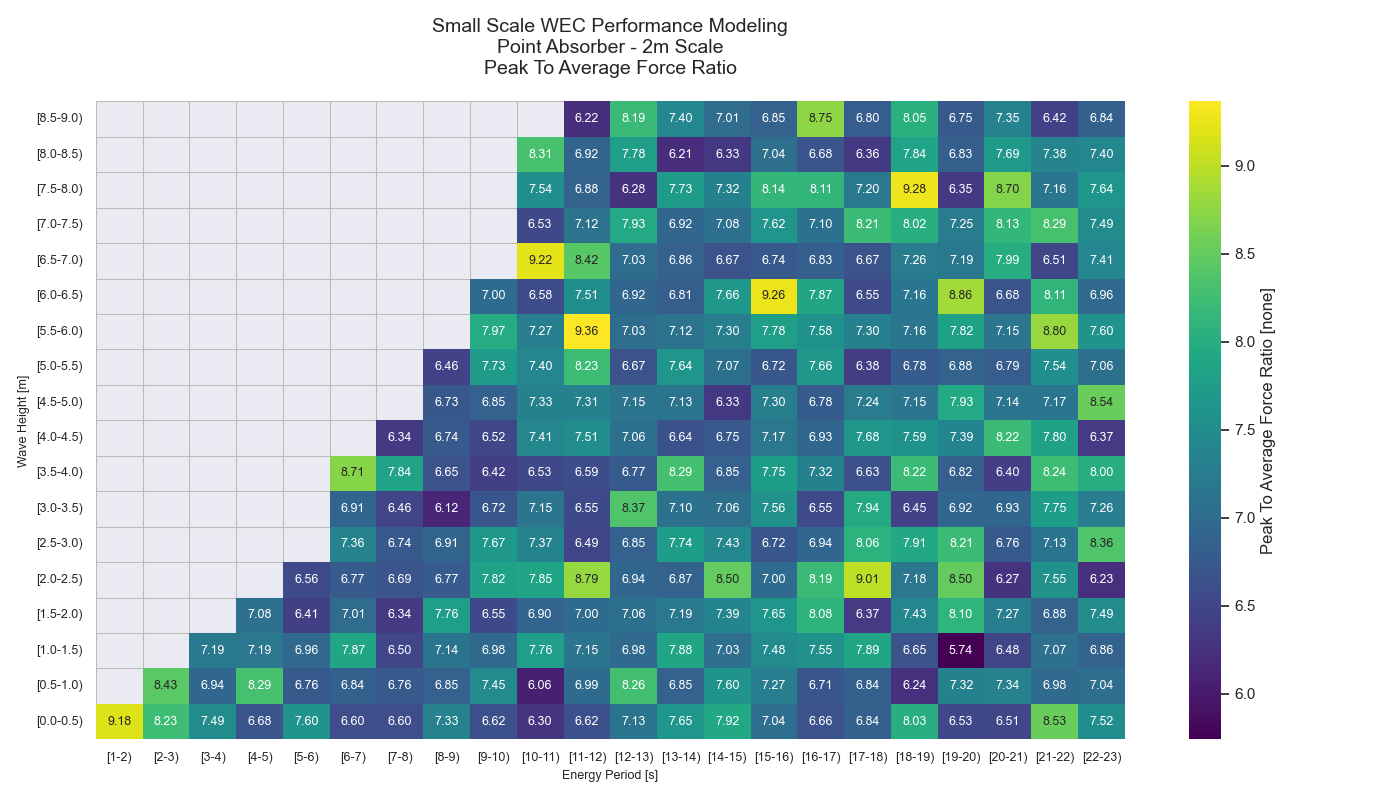 Small Scale WEC Performance Modeling
Point Absorber - 2m Scale
Peak To Average Force Ratio
[8.5-9.0) 6.22 8.19 7.40 7.01 6.85 8.75 6.80 8.05 6.75 7.35 6.42 6.84
[8.0-8.5) 8.31 6.92 7.78 6.21 6.33 7.04 6.68 6.36 7.84 6.83 7.69 7.38 7.40
[7.5-8.0) 7.54 6.88 6.28 7.73 7.32 8.14 8.11 7.20 9.28 6.35 8.70 7.16 7.64
[7.0-7.5) 6.53 7.12 7.93 6.92 7.08 7.62 7.10 8.21 8.02 7.25 8.13 8.29 7.49
[6.5-7.0) 9.22 8.42 7.03 6.86 6.67 6.74 6.83 6.67 7.26 7.19 7.99 6.51 7.41
[6.0-6.5) 7.00 6.58 7.51 6.92 6.81 7.66 9.26 7.87 6.55 7.16 8.86 6.68 8.11 6.96
[5.5-6.0) 7.97 7.27 9.36 7.03 7.12 7.30 7.78 7.58 7.30 7.16 7.82 7.15 8.80 7.60
[5.0-5.5) 6.46 7.73 7.40 8.23 6.67 7.64 7.07 6.72 7.66 6.38 6.78 6.88 6.79 7.54 7.06
[4.5-5.0) 6.73 6.85 7.33 7.31 7.15 7.13 6.33 7.30 6.78 7.24 7.15 7.93 7.14 7.17 8.54
[4.0-4.5) 6.34 6.74 6.52 7.41 7.51 7.06 6.64 6.75 7.17 6.93 7.68 7.59 7.39 8.22 7.80 6.37
[3.5-4.0) 8.71 7.84 6.65 6.42 6.53 6.59 6.77 8.29 6.85 7.75 7.32 6.63 8.22 6.82 6.40 8.24 8.00
[3.0-3.5) 6.91 6.46 6.12 6.72 7.15 6.55 8.37 7.10 7.06 7.56 6.55 7.94 6.45 6.92 6.93 7.75 7.26
[2.5-3.0) 7.36 6.74 6.91 7.67 7.37 6.49 6.85 7.74 7.43 6.72 6.94 8.06 7.91 8.21 6.76 7.13 8.36
[2.0-2.5) 6.56 6.77 6.69 6.77 7.82 7.85 8.79 6.94 6.87 8.50 7.00 8.19 9.01 7.18 8.50 6.27 7.55 6.23
[1.5-2.0) 7.08 6.41 7.01 6.34 7.76 6.55 6.90 7.00 7.06 7.19 7.39 7.65 8.08 6.37 7.43 8.10 7.27 6.88 7.49
[1.0-1.5) 7.19 7.19 6.96 7.87 6.50 7.14 6.98 7.76 7.15 6.98 7.88 7.03 7.48 7.55 7.89 6.65 5.74 6.48 7.07 6.86
[0.5-1.0) 8.43 6.94 8.29 6.76 6.84 6.76 6.85 7.45 6.06 6.99 8.26 6.85 7.60 7.27 6.71 6.84 6.24 7.32 7.34 6.98 7.04
[0.0-0.5) 9.18 8.23 7.49 6.68 7.60 6.60 6.60 7.33 6.62 6.30 6.62 7.13 7.65 7.92 7.04 6.66 6.84 8.03 6.53 6.51 8.53 7.52
[1-2) [2-3) [3-4) [4-5) [5-6) [6-7) [7-8) [8-9) [9-10) [10-11) [11-12) [12-13) [13-14) [14-15) [15-16) [16-17) [17-18) [18-19) [19-20) [20-21) [21-22) [22-23)
Energy Period [s]
Wave Height [m]
9.0
8.5
8.0
7.5
7.0
6.5
6.0
Peak To Average Force Ratio [none]